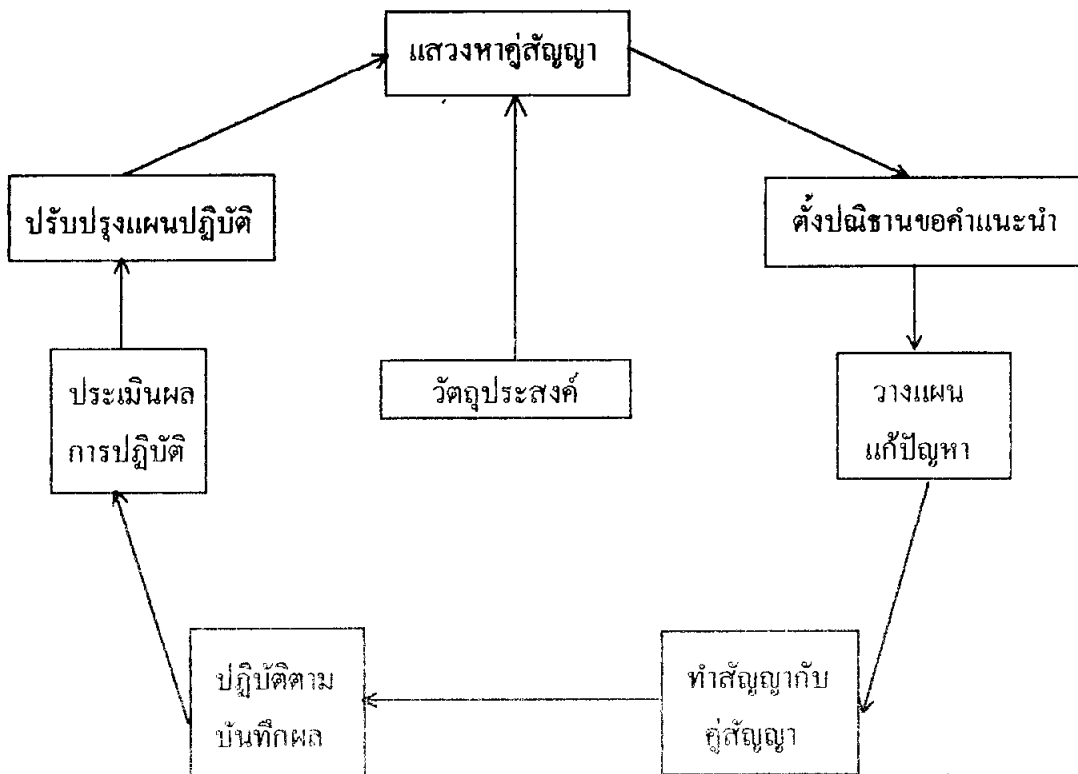 แสวงหาคู่สัญญา
ปรับปรุงแผนปฏิบัติ
ตั้งปณิธานขอคำแนะนำ
ประเมินผล
การปฏิบัติ
วัตถุประสงค์
วางแผน
แก้ปัญหา
ปฏิบัติตาม
บันทึกผล
ทำสัญญากับ
คู่สัญญา